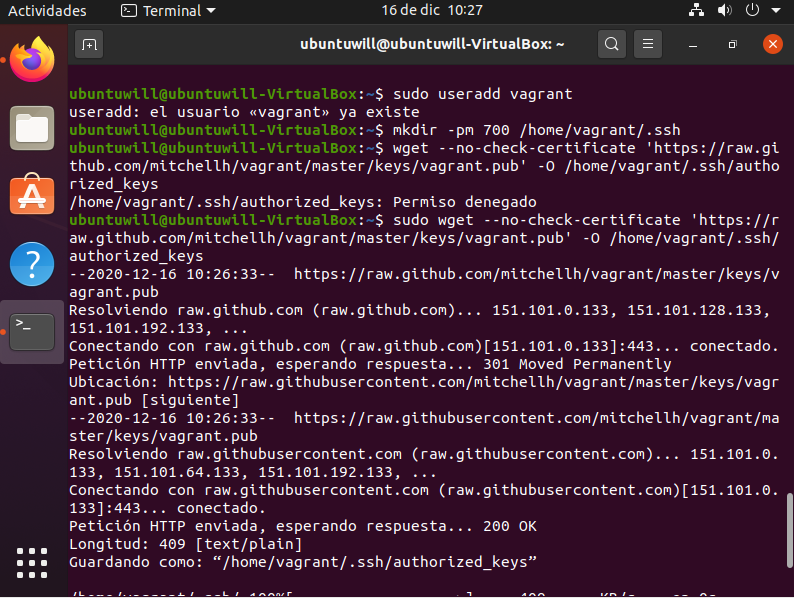 Actividades
Terminal
16 de dic 10:27
ubuntuwill@ubuntuwill-VirtualBox: ~
ubuntuwill@ubuntuwill-VirtualBox:~$ sudo useradd vagrant
useradd: el usuario «vagrant» ya existe
ubuntuwill@ubuntuwill-VirtualBox:~$ mkdir -pm 700 /home/vagrant/.ssh
ubuntuwill@ubuntuwill-VirtualBox:~$ wget --no-check-certificate 'https://raw.gi
thub.com/mitchellh/vagrant/master/keys/vagrant.pub' -O /home/vagrant/.ssh/autho
rized_keys
/home/vagrant/.ssh/authorized_keys: Permiso denegado
ubuntuwill@ubuntuwill-VirtualBox:~$ sudo wget --no-check-certificate 'https://r
aw.github.com/mitchellh/vagrant/master/keys/vagrant.pub' -O /home/vagrant/.ssh/
authorized_keys
--2020-12-16 10:26:33-- https://raw.github.com/mitchellh/vagrant/master/keys/v
agrant.pub
Resolviendo raw.github.com (raw.github.com)... 151.101.0.133, 151.101.128.133,
151.101.192.133, ...
Conectando con raw.github.com (raw.github.com)[151.101.0.133]:443... conectado.
Petición HTTP enviada, esperando respuesta... 301 Moved Permanently
Ubicación: https://raw.githubusercontent.com/mitchellh/vagrant/master/keys/vagr
ant.pub [siguiente]
--2020-12-16 10:26:33-- https://raw.githubusercontent.com/mitchellh/vagrant/ma
ster/keys/vagrant.pub
Resolviendo raw.githubusercontent.com (raw.githubusercontent.com)... 151.101.0.
133, 151.101.64.133, 151.101.192.133, ...
Conectando con raw.githubusercontent.com (raw.githubusercontent.com)[151.101.0.
133]:443... conectado.
Petición HTTP enviada, esperando respuesta... 200 OK
Longitud: 409 [text/plain]
Guardando como: “/home/vagrant/.ssh/authorized_keys”